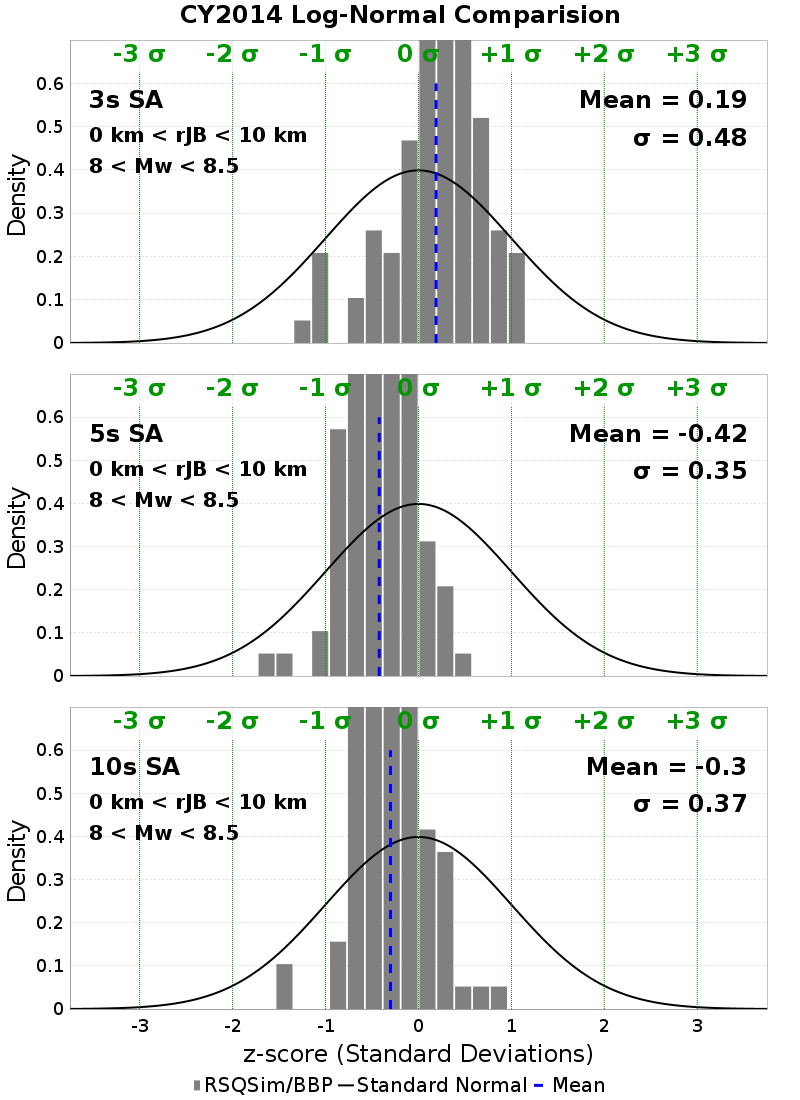 CY2014 Log-Normal Comparision
-3 σ -2 σ -1 σ 0 σ +1 σ +2 σ +3 σ
3s SA
0 km < rJB < 10 km
8 < Mw < 8.5
Mean = 0.19
σ = 0.48
Density
0.6
0.5
0.4
0.3
0.2
0.1
0
-3 σ -2 σ -1 σ 0 σ +1 σ +2 σ +3 σ
5s SA
0 km < rJB < 10 km
8 < Mw < 8.5
Mean = -0.42
σ = 0.35
Density
0.6
0.5
0.4
0.3
0.2
0.1
0
-3 σ -2 σ -1 σ 0 σ +1 σ +2 σ +3 σ
10s SA
0 km < rJB < 10 km
8 < Mw < 8.5
Mean = -0.3
σ = 0.37
Density
0.6
0.5
0.4
0.3
0.2
0.1
0
-3 -2 -1 0 1 2 3
z-score (Standard Deviations)
RSQSim/BBP Standard Normal Mean